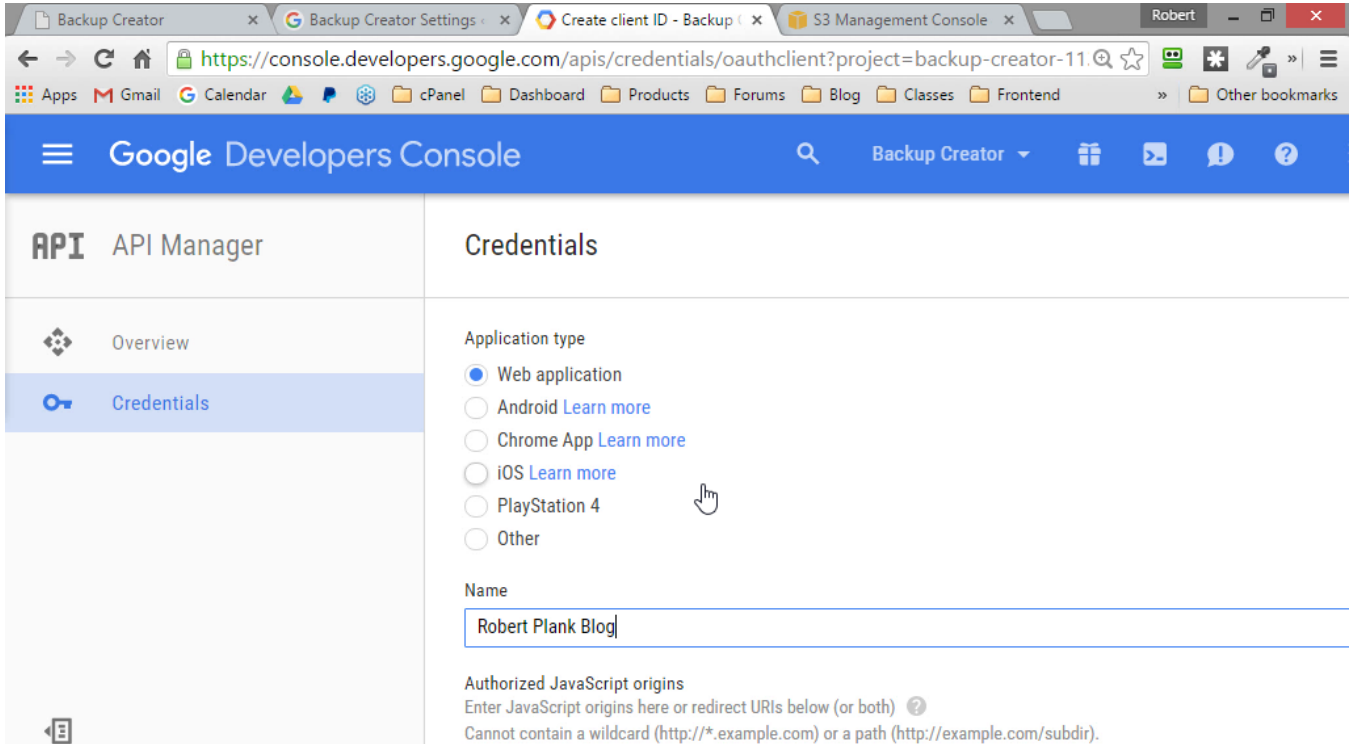 Backup Creator
Backup Creator Settings
Create client ID - Backup
S3 Management Console
Robert
https://console.developers.google.com/apis/credentials/oauthclient?project=backup-creator-11
Apps Gmail Calendar cPanel Dashboard Products Forums Blog Classes Frontend » Other bookmarks
Google Developers Console Backup Creator
API API Manager
Credentials
Overview
Credentials
Application type
Web application
Android Learn more
Chrome App Learn more
iOS Learn more
PlayStation 4
Other
Name
Robert Plank Blog
Authorized JavaScript origins
Enter JavaScript origins here or redirect URIs below (or both)
Cannot contain a wildcard (http://*.example.com) or a path (http://example.com/subdir).